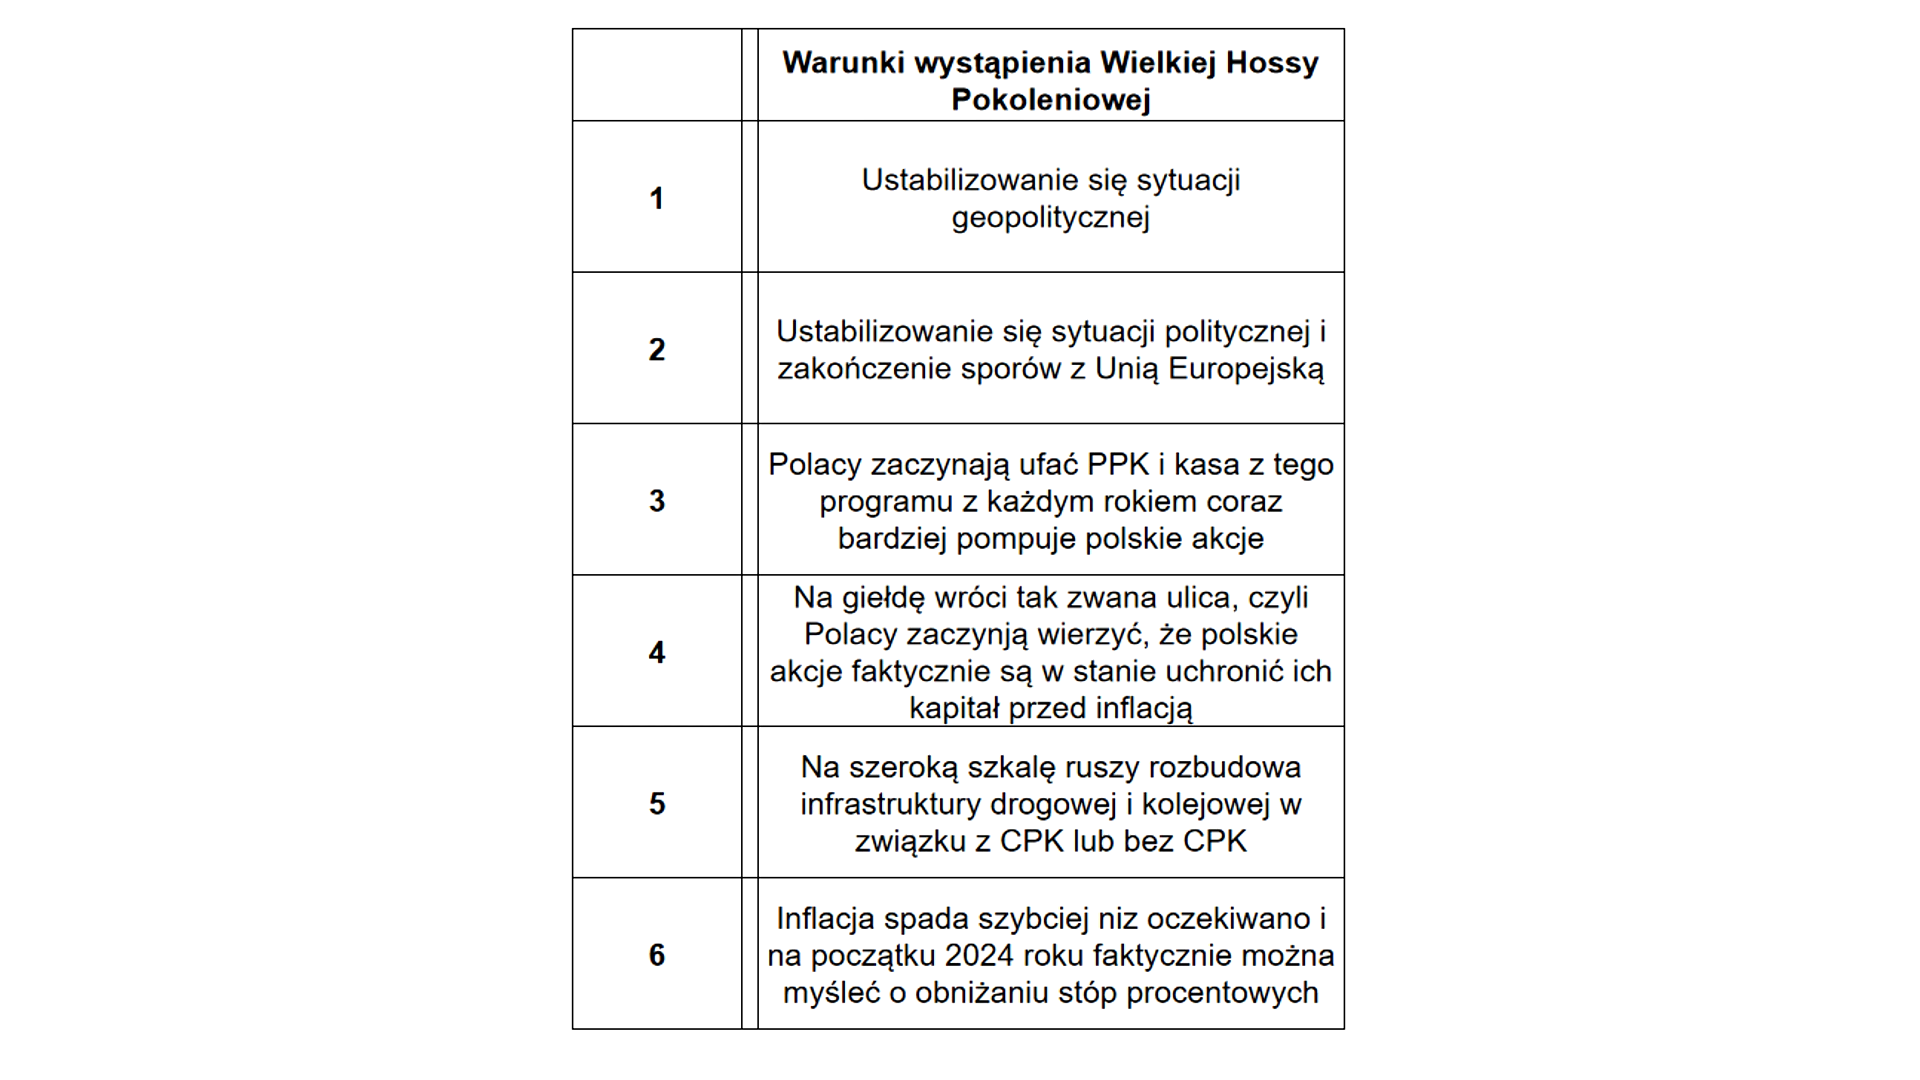 Warunki wystąpienia Wielkiej Hossy
Pokoleniowej
1
Ustabilizowanie się sytuacji
geopolitycznej
2
Ustabilizowanie się sytuacji politycznej i
zakończenie sporów z Unią Europejską
3
Polacy zaczynają ufać PPK i kasa z tego
programu z każdym rokiem coraz
bardziej pompuje polskie akcje
4
Na giełdę wróci tak zwana ulica, czyli
Polacy zaczynją wierzyć, że polskie
akcje faktycznie są w stanie uchronić ich
kapitał przed inflacją
5
Na szeroką szkalę ruszy rozbudowa
infrastruktury drogowej i kolejowej w
związku z CPK lub bez CPK
6
Inflacja spada szybciej niz oczekiwano i
na początku 2024 roku faktycznie można
myśleć o obniżaniu stóp procentowych